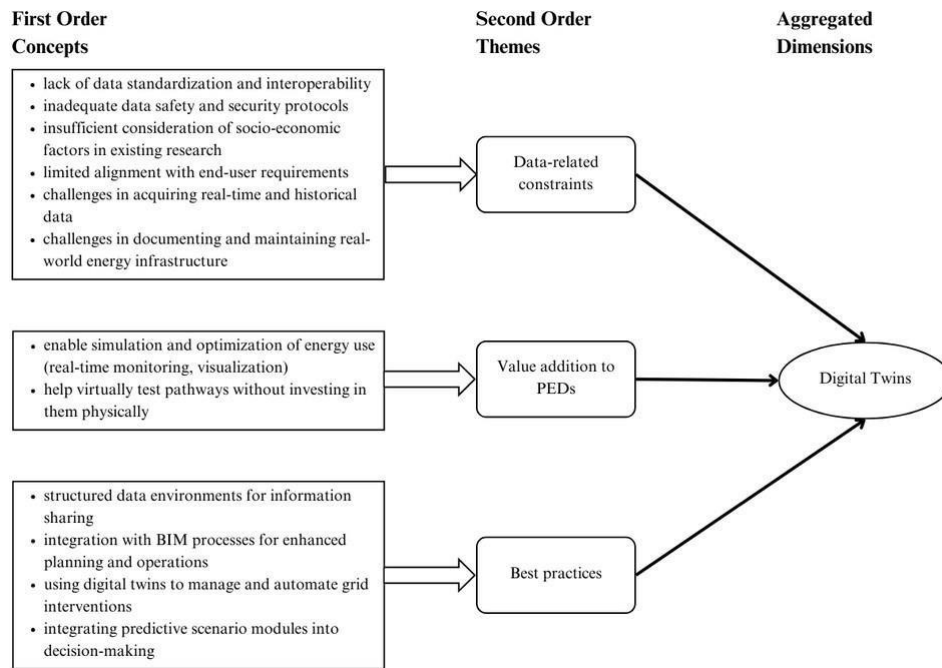 First Order
Concepts
Second Order
Themes
Aggregated
Dimensions
• lack of data standardization and interoperability
• inadequate data safety and security protocols
• insufficient consideration of socio-economic
factors in existing research
• limited alignment with end-user requirements
• challenges in acquiring real-time and historical
data
• challenges in documenting and maintaining real-
world energy infrastructure
Data-related
constraints
• enable simulation and optimization of energy use
(real-time monitoring, visualization)
• help virtually test pathways without investing in
them physically
Value addition to
PEDs
Digital Twins
• structured data environments for information
sharing
• integration with BIM processes for enhanced
planning and operations
• using digital twins to manage and automate grid
interventions
• integrating predictive scenario modules into
decision-making
Best practices